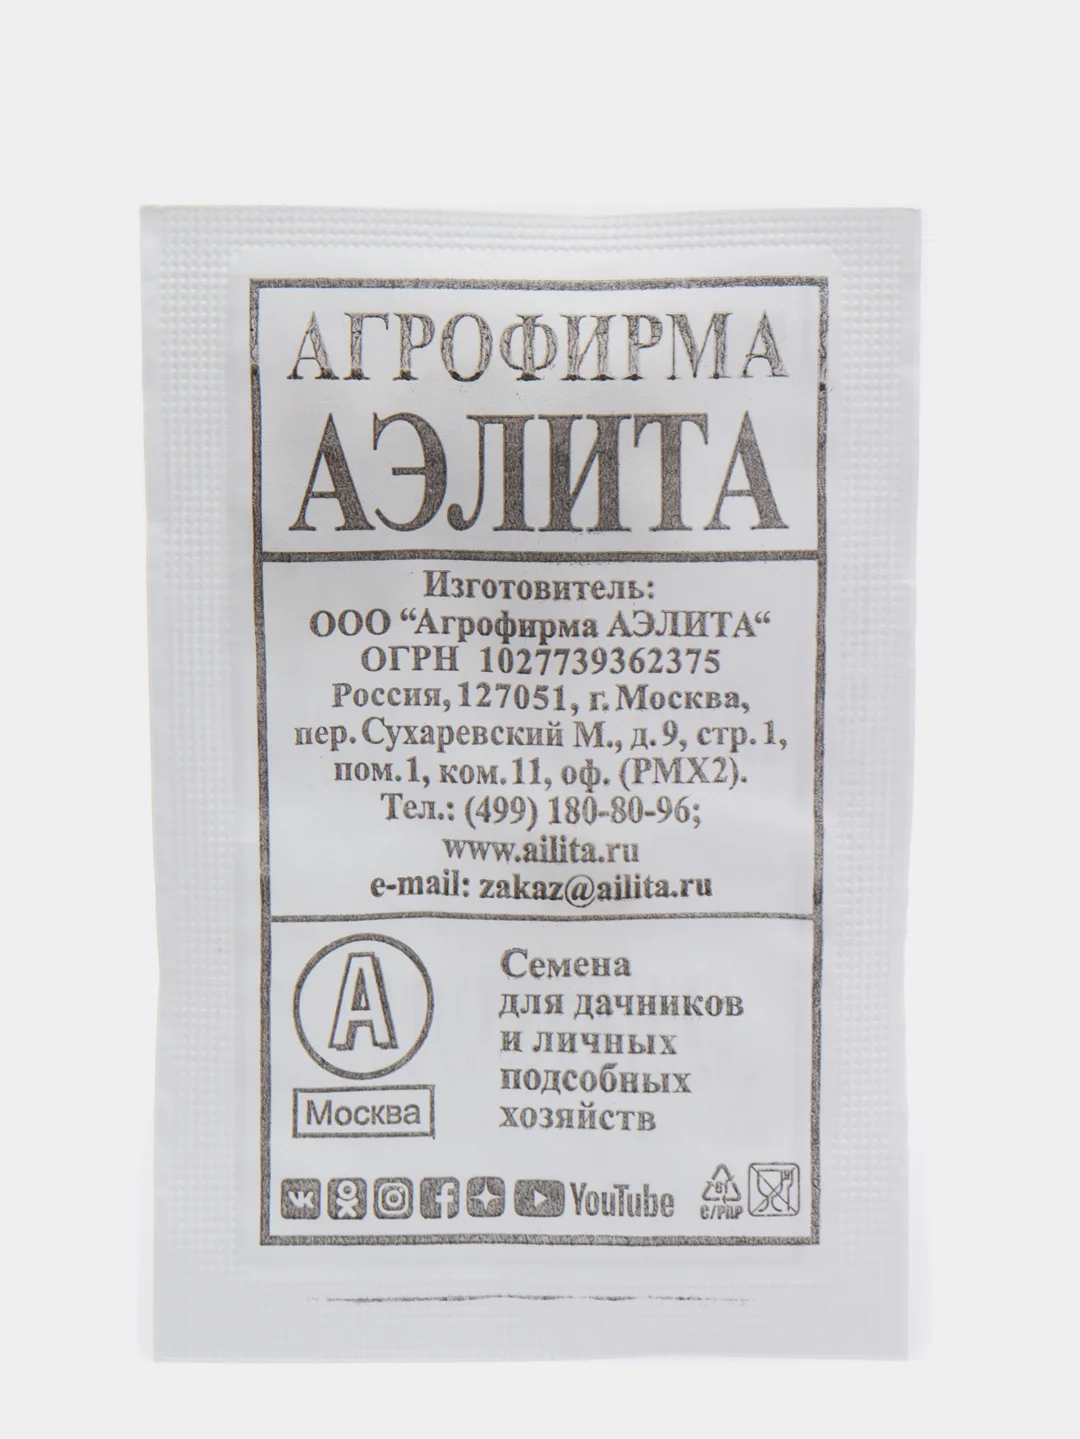 АГРОФИРМА
АЭЛИТА
Изготовитель:
ООО “Агрофирма АЭЛИТА“
ОГРН 1027739362375
Россия, 127051, г. Москва,
пер. Сухаревский М., д. 9, стр. 1,
пом. 1, ком. 11, оф. (РМХ2).
Тел.: (499) 180-80-96;
www.ailita.ru
e-mail: zakaz@ailita.ru
А
Москва
Семена
для дачников
и личных
подсобных
хозяйств
YouTube
81
C/PAP